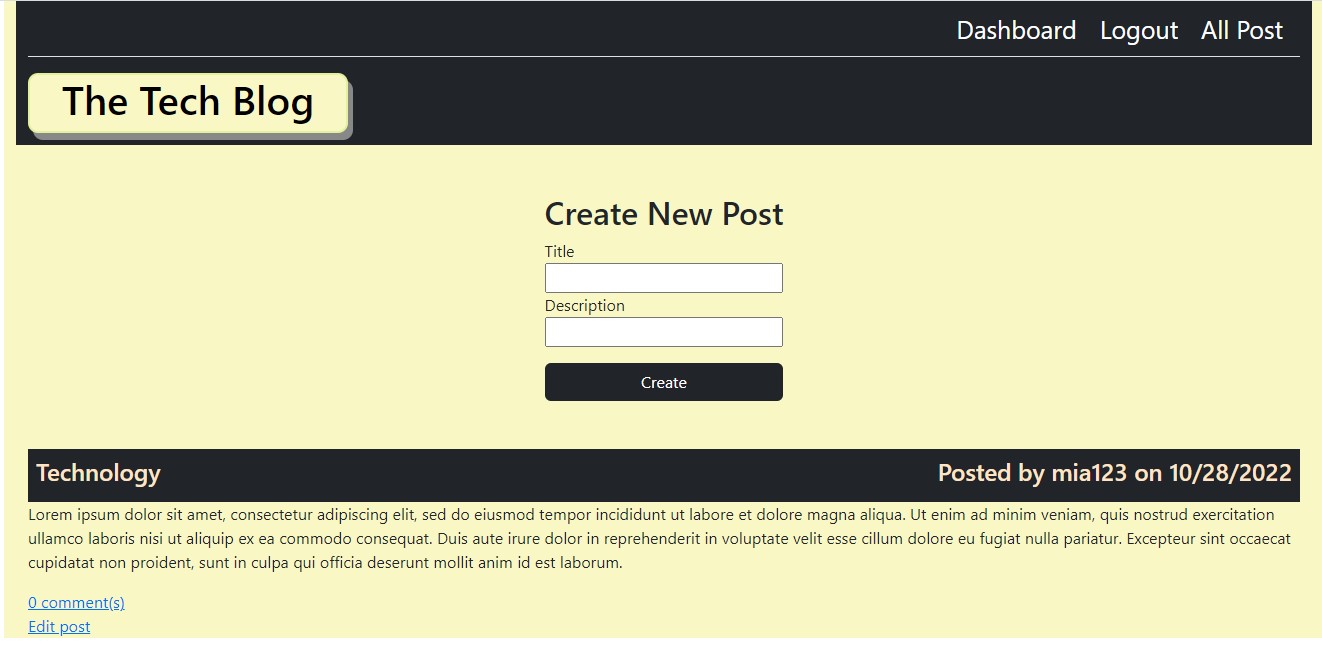 Dashboard Logout All Post
The Tech Blog
Create New Post
Title
Description
Create
Technology Posted by mia123 on 10/28/2022
Lorem ipsum dolor sit amet, consectetur adipiscing elit, sed do eiusmod tempor incididunt ut labore et dolore magna aliqua. Ut enim ad minim veniam, quis nostrud exercitation
ullamco laboris nisi ut aliquip ex ea commodo consequat. Duis aute irure dolor in reprehenderit in voluptate velit esse cillum dolore eu fugiat nulla pariatur. Excepteur sint occaecat
cupidatat non proident, sunt in culpa qui officia deserunt mollit anim id est laborum.
0 comment(s)
Edit post